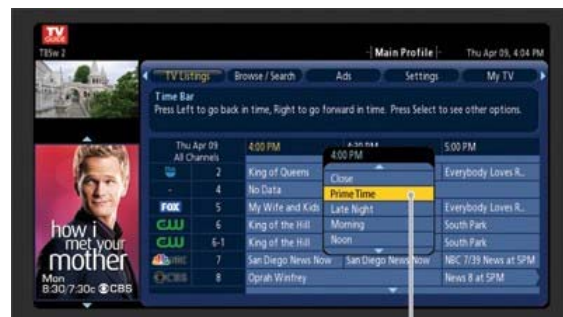 TV
GUIDE
T85w 2
Main Profile
Thu Apr 09, 4:04 PM
TV Listings
Browse / Search
Ads
Settings
My TV
Time Bar
Press Left to go back in time, Right to go forward in time. Press Select to see other options.
Thu Apr 09
All Channels
4:00 PM
4:30 PM
5:00 PM
4:00 PM
Close
Prime Time
Late Night
Morning
Noon
2 King of Queens Everybody Loves R...
- 4 No Data
FOX 5 My Wife and Kids Everybody Loves R...
CW 6 King of the Hill South Park
CW 6-1 King of the Hill South Park
NBC 7 San Diego News Now San Diego News Now NBC 7/39 News at 5PM
CBS 8 Oprah Winfrey News 8 at 5PM
how i
met your
mother
Mon
8:30/7:30c CBS